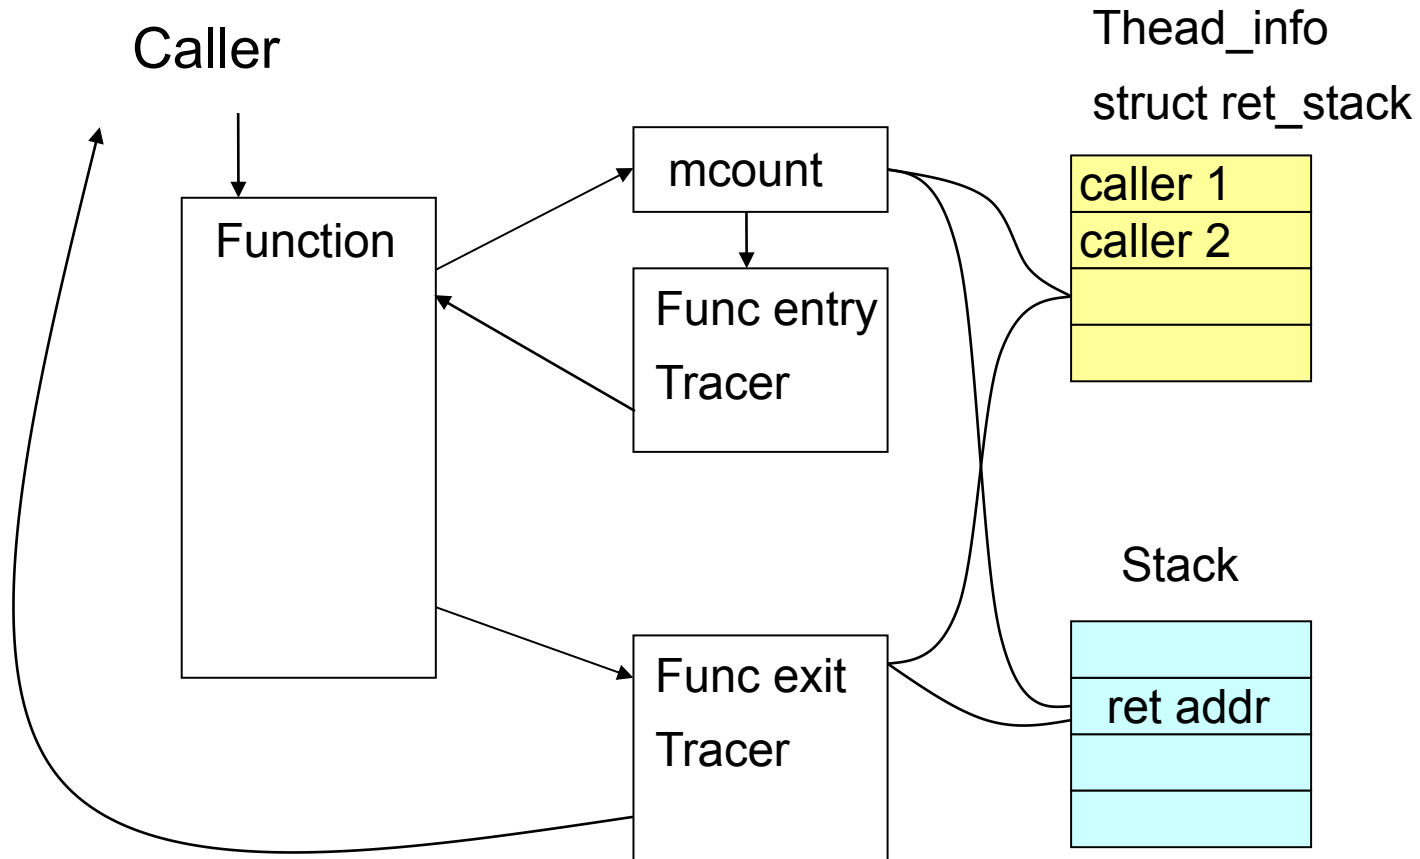 Caller
Thead_info
struct ret_stack
mcount
caller 1
caller 2
Function
Func entry
Tracer
Stack
Func exit
Tracer
ret addr